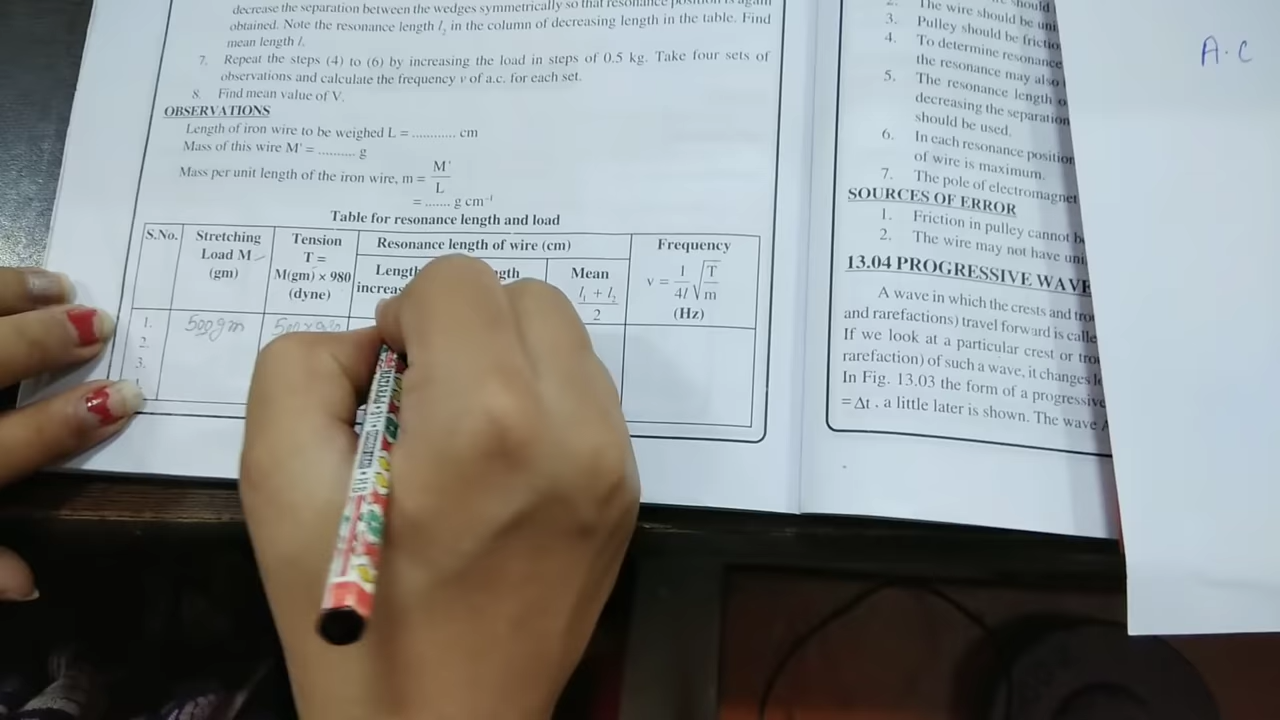 decrease the separation between the wedges symmetrically so that resonance position is again
obtained. Note the resonance length l₂ in the column of decreasing length in the table. Find
mean length l.
7. Repeat the steps (4) to (6) by increasing the load in steps of 0.5 kg. Take four sets of
observations and calculate the frequency v of a.c. for each set.
8. Find mean value of V.
OBSERVATIONS
Length of iron wire to be weighed L = ............ cm
Mass of this wire M' = .......... g
Mass per unit length of the iron wire, m = M'/L
= ....... g cm⁻¹
Table for resonance length and load
S.No. Stretching Load M (gm) Tension T = M(gm) × 980 (dyne) Resonance length of wire (cm) Mean l₁ + l₂ / 2 Frequency v = 1/4l √T/m (Hz)
1. 500gm
2.
3.
should
2. The wire should be
3. Pulley should be
4. To determine resonance
the resonance may also
5. The resonance length
decreasing the separation
should be used.
6. In each resonance position
of wire is maximum.
7. The pole of electromagnet
SOURCES OF ERROR
1. Friction in pulley cannot
2. The wire may not have
13.04 PROGRESSIVE
A wave in which the crests and
and rarefactions) travel forward is
If we look at a particular crest or
rarefaction) of such a wave, it changes
In Fig. 13.03 the form of a progressive
= Δt . a little later is shown. The wave
A.C